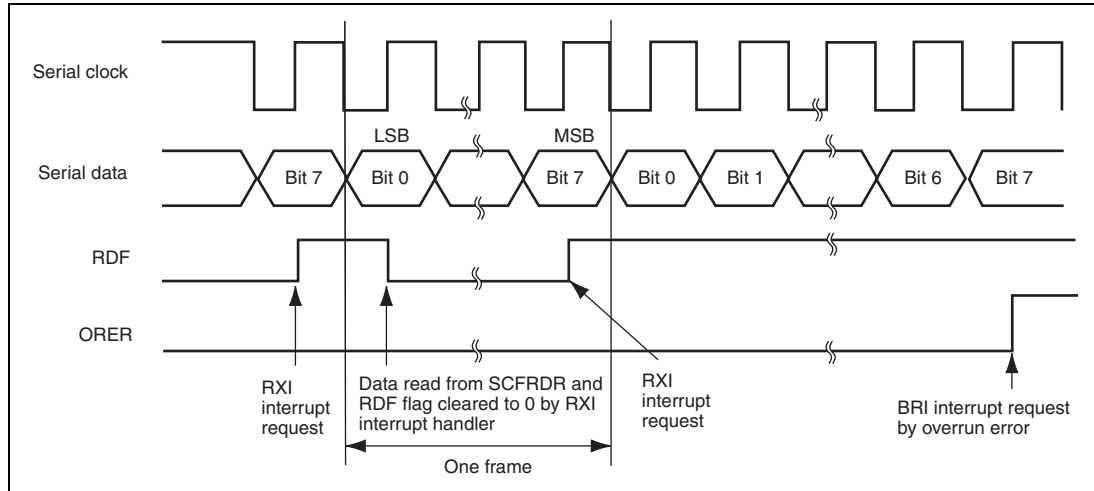 Serial clock
LSB
MSB
Serial data
Bit 7
Bit 0
Bit 7
Bit 0
Bit 1
Bit 6
Bit 7
RDF
ORER
RXI
interrupt
request
Data read from SCFRDR and
RDF flag cleared to 0 by RXI
interrupt handler
RXI
interrupt
request
BRI interrupt request
by overrun error
One frame